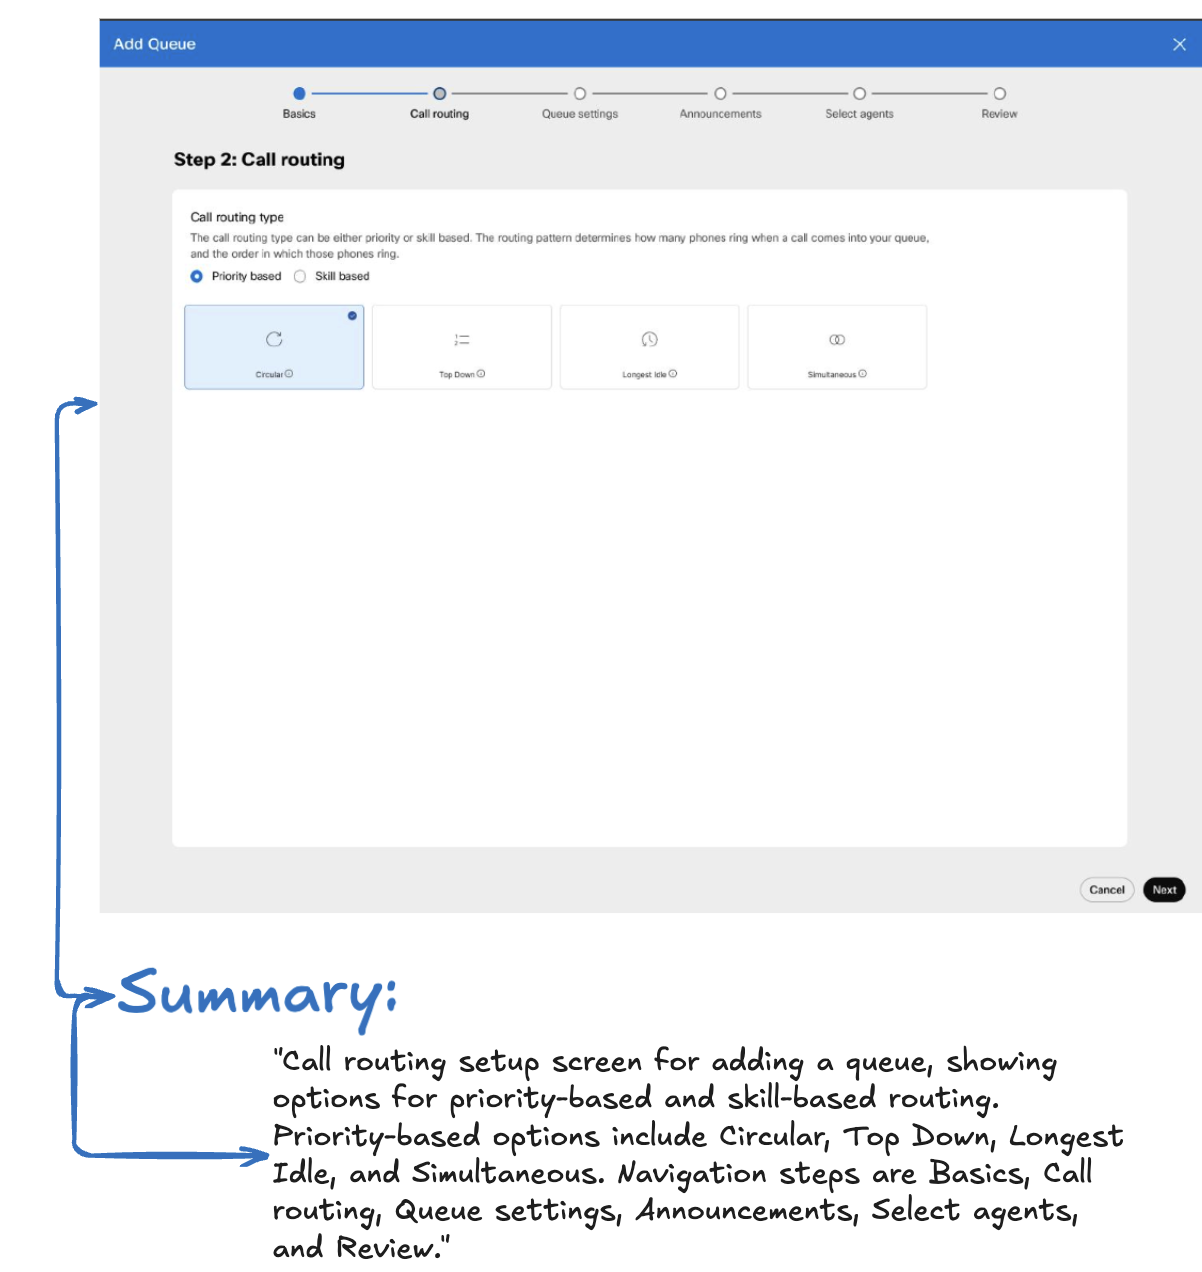 Add Queue
Basics
Call routing
Queue settings
Announcements
Select agents
Review
Step 2: Call routing
Call routing type
The call routing type can be either priority or skill based. The routing pattern determines how many phones ring when a call comes into your queue,
and the order in which those phones ring.
Priority based
Skill based
Circular
Top Down
Longest Idle
Simultaneous
Cancel
Next
Summary:
"Call routing setup screen for adding a queue, showing
options for priority-based and skill-based routing.
Priority-based options include Circular, Top Down, Longest
Idle, and Simultaneous. Navigation steps are Basics, Call
routing, Queue settings, Announcements, Select agents,
and Review."